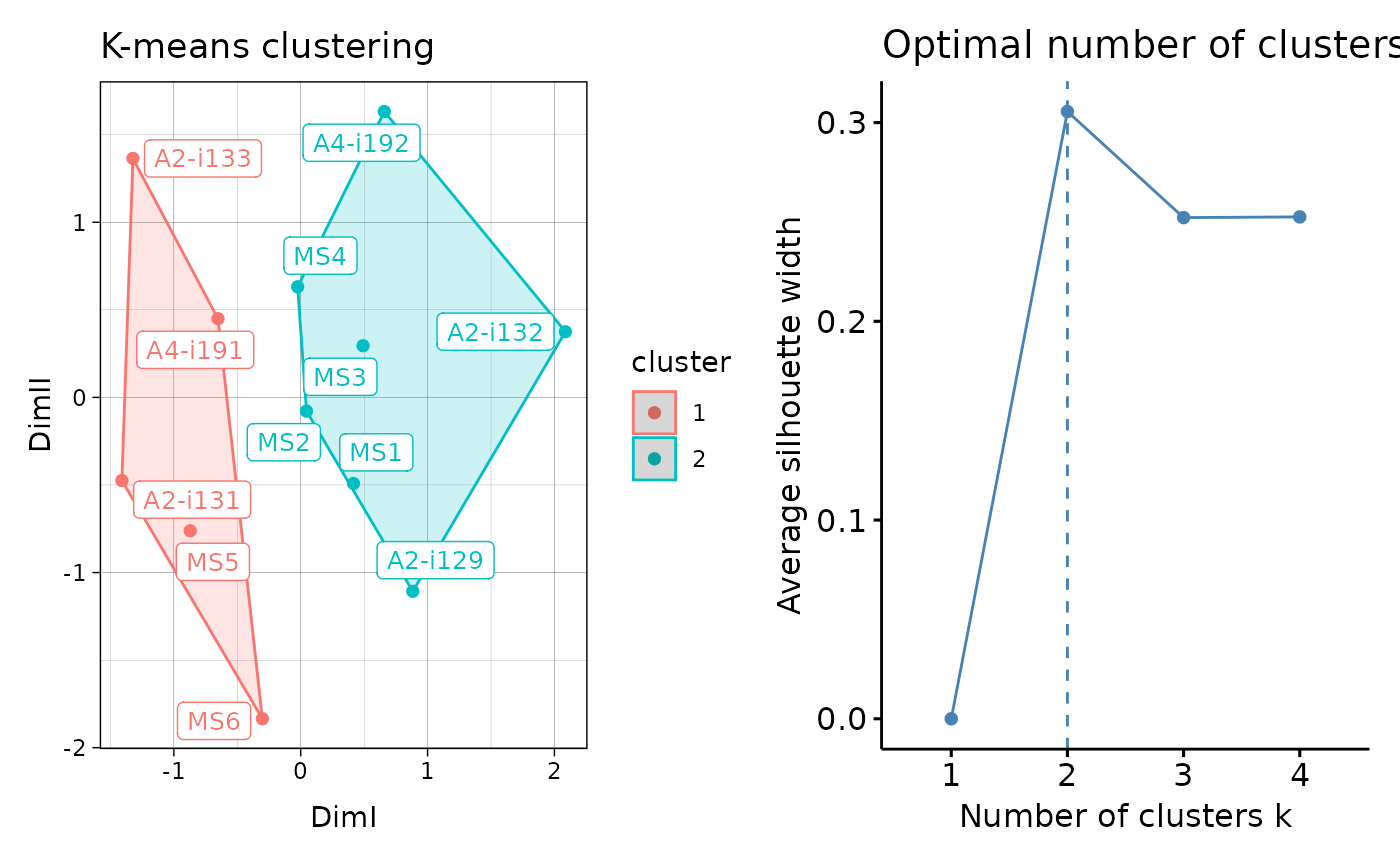 K-means clustering
A4-i192
A2-i133
MS4
A2-i132
A4-i191
MS3
MS2
MS1
A2-i131
A2-i129
MS5
MS6
1
0
-1
-2
-1
0
1
2
DimI
DimII
cluster
1
2
Optimal number of clusters
0.3
0.2
0.1
0.0
Average silhouette width
1
2
3
4
Number of clusters k